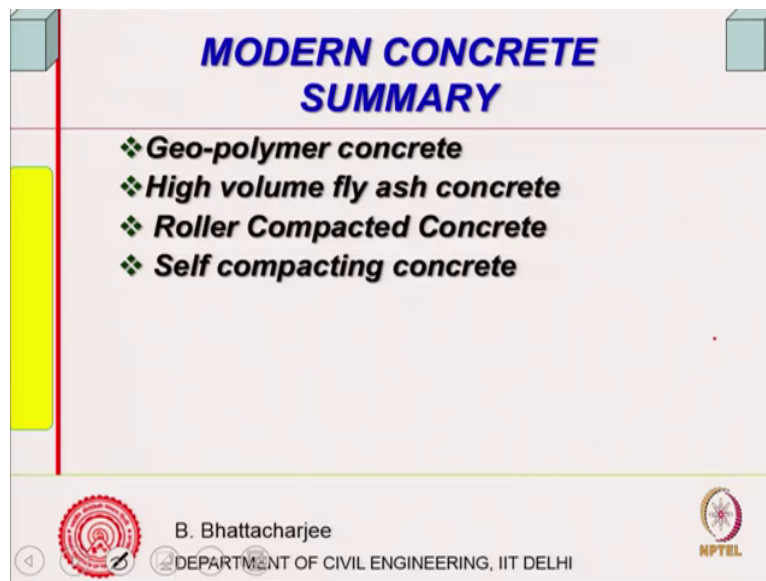 MODERN CONCRETE
SUMMARY
Geo-polymer concrete
High volume fly ash concrete
Roller Compacted Concrete
Self compacting concrete
B. Bhattacharjee
DEPARTMENT OF CIVIL ENGINEERING, IIT DELHI
NPTEL